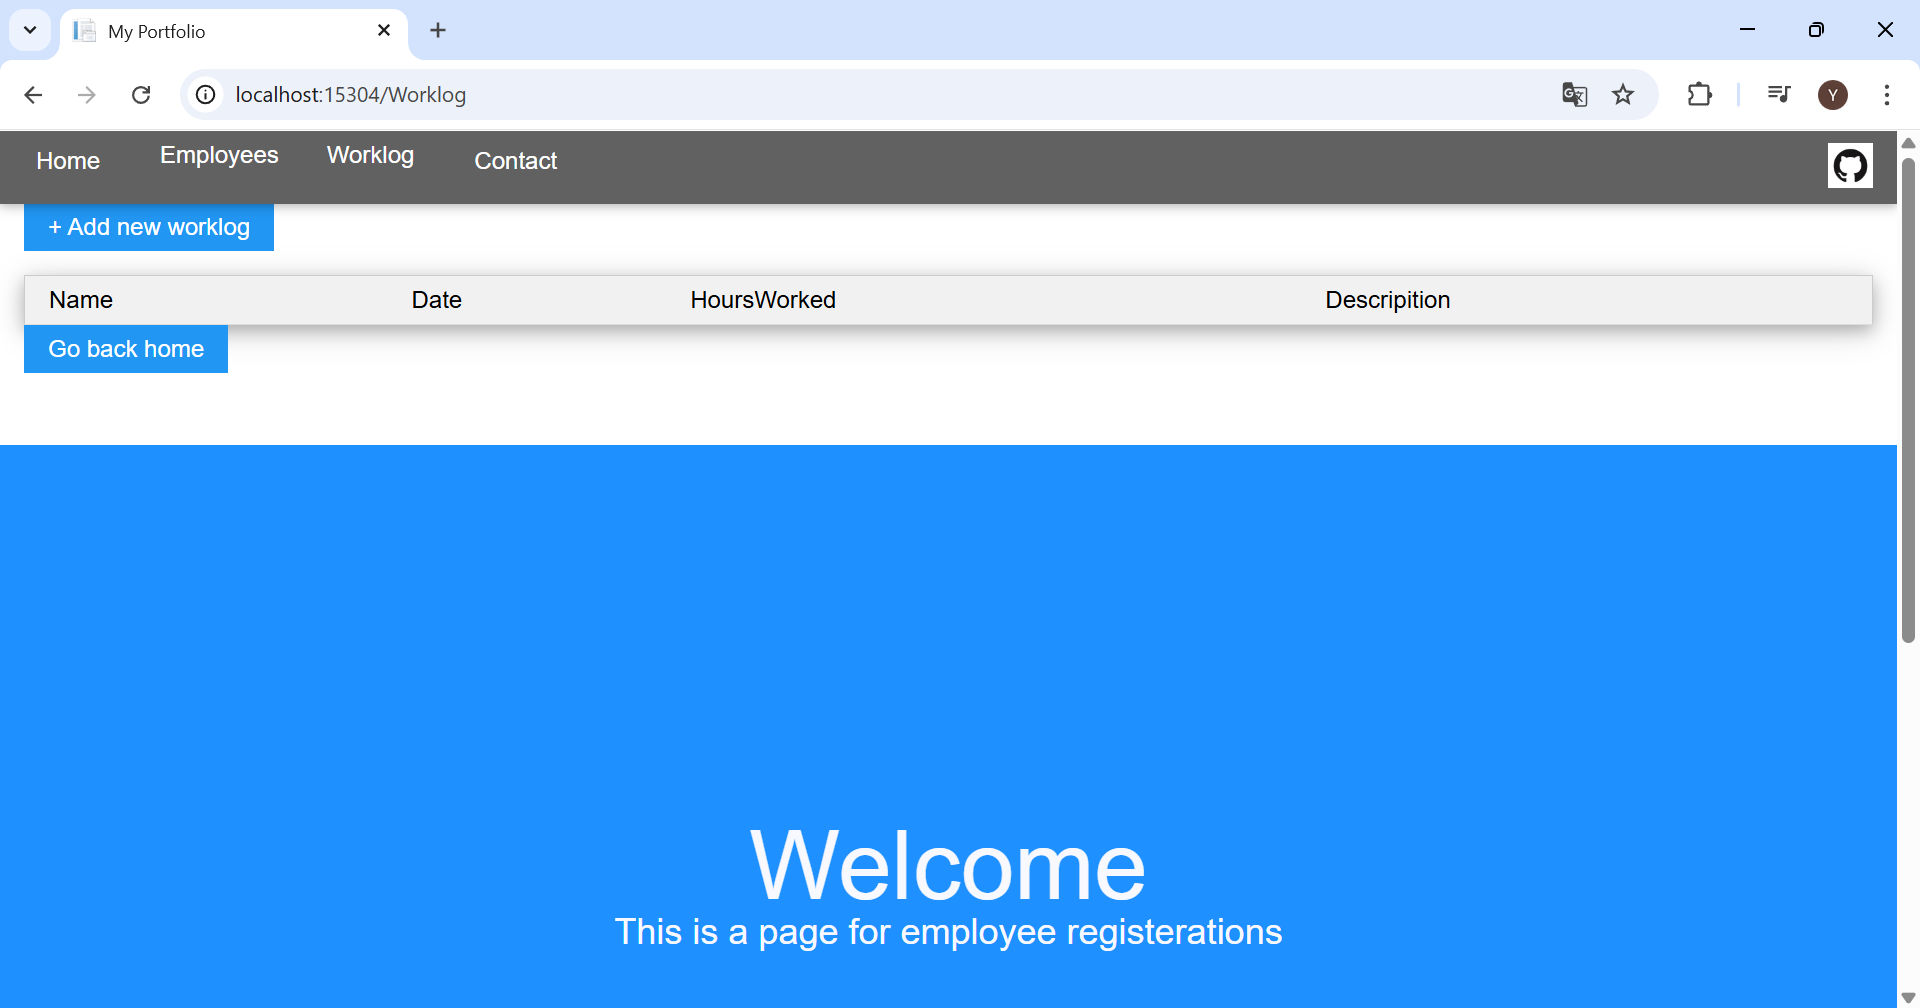 My Portfolio
localhost:15304/Worklog
Y
Home Employees Worklog Contact
+ Add new worklog
Name Date HoursWorked Descripition
Go back home
Welcome
This is a page for employee registerations